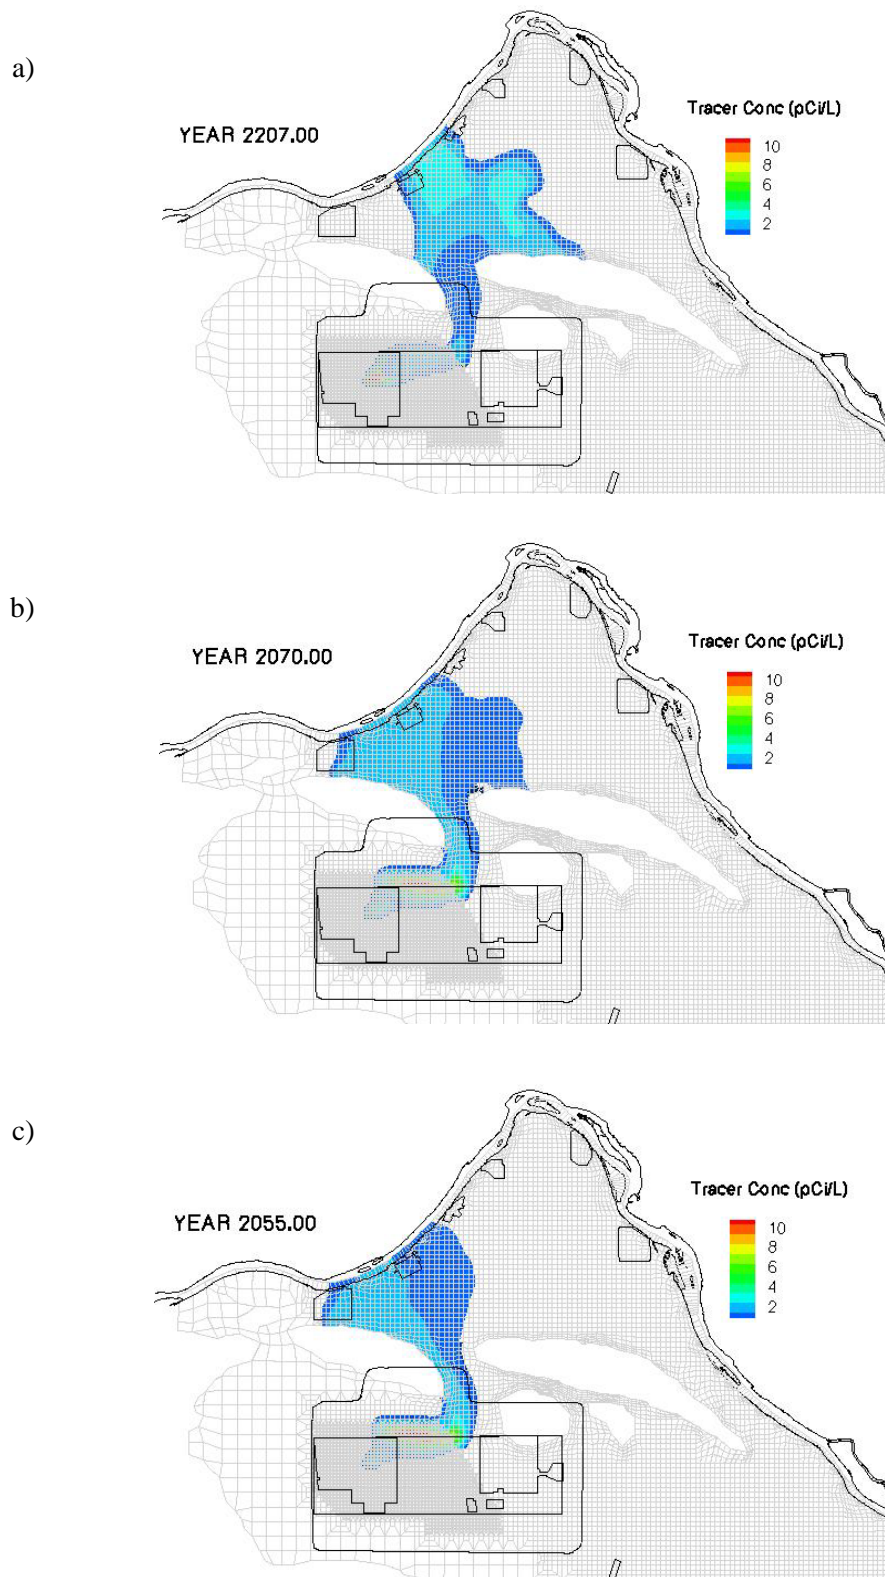 a)
Tracer Conc (pCi/L)
YEAR 2207.00
10
8
6
4
2
b)
Tracer Conc (pCi/L)
YEAR 2070.00
10
8
6
4
2
c)
Tracer Conc (pCi/L)
YEAR 2055.00
10
8
6
4
2